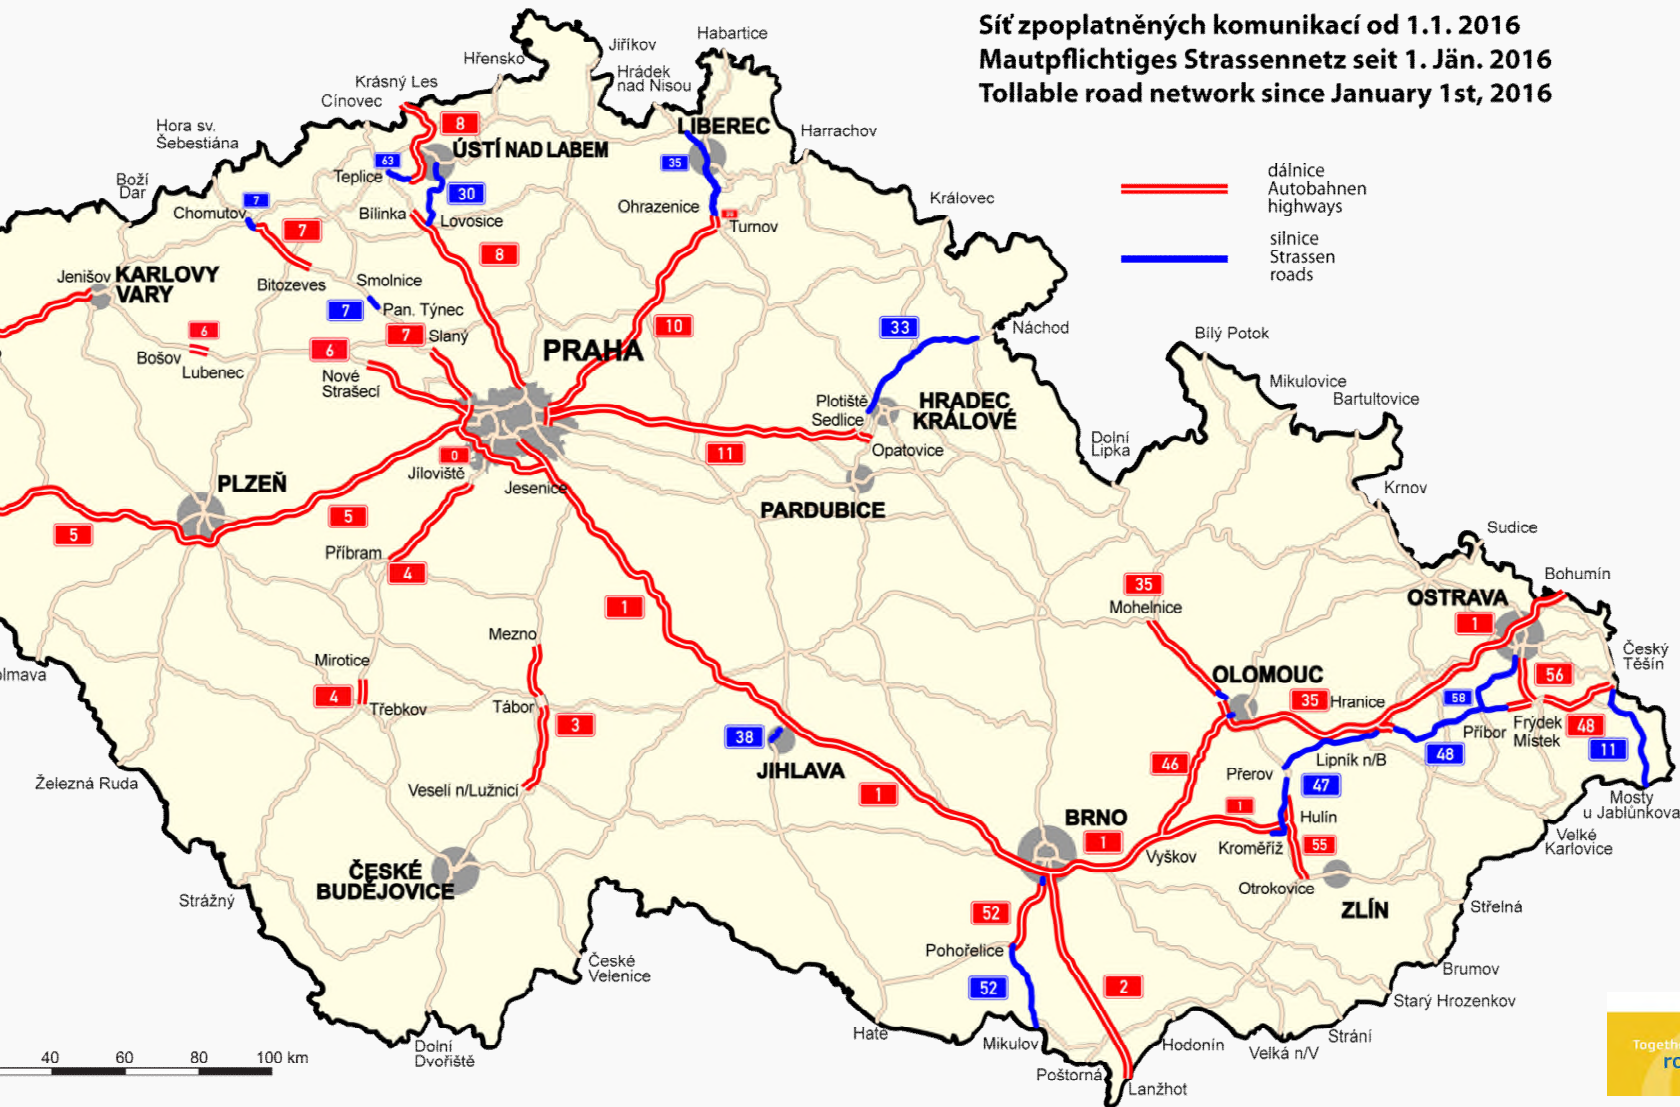 Síť zpoplatněných komunikací od 1.1. 2016
Mautpflichtiges Strassennetz seit 1. Jän. 2016
Tollable road network since January 1st, 2016
dálnice
Autobahnen
highways
silnice
Strassen
roads
Habartice
Jiříkov
Hřensko
Hrádek
nad Nisou
Krásný Les
Cínovec
8
LIBEREC
Harrachov
Hora sv.
Šebestiána
ÚSTÍ NAD LABEM
63
35
Teplice
Boží
Dar
30
7
Chomutov
Bílinka
Lovosice
Ohrazenice
Turnov
Královec
7
8
Jenišov
KARLOVY
VARY
Bitozeves
Smolnice
7
Pan. Týnec
6
7
Slaný
10
33
Náchod
Bílý Potok
Bošov
Lubenec
6
Nové
Strašecí
PRAHA
Mikulovice
Bartultovice
Plotiště
Sedlice
HRADEC
KRÁLOVÉ
Dolní
Lipka
11
Opatovice
0
Jíloviště
Jesenice
PLZEŇ
PARDUBICE
Krnov
5
5
Sudice
Příbram
4
35
Mohelnice
Bohumín
OSTRAVA
1
1
Mezno
Mirotice
Český
Těšín
olmava
OLOMOUC
56
4
Třebkov
Tábor
3
35
Hranice
58
Příbor
Frýdek
Místek
48
11
38
JIHLAVA
46
Přerov
Lipník n/B
48
Železná Ruda
Veselí n/Lužnicí
1
47
Mosty
u Jablůnkova
1
Hulín
BRNO
1
Vyškov
Kroměříž
55
Velké
Karlovice
ČESKÉ
BUDĚJOVICE
Otrokovice
Strážný
52
ZLÍN
Střelná
Pohořelice
České
Velenice
52
2
Brumov
Starý Hrozenkov
Hate
Mikulov
Hodonín
Velká n/V
Strání
Dolní
Dvořiště
Poštorná
Lanžhot
40 60 80 100 km